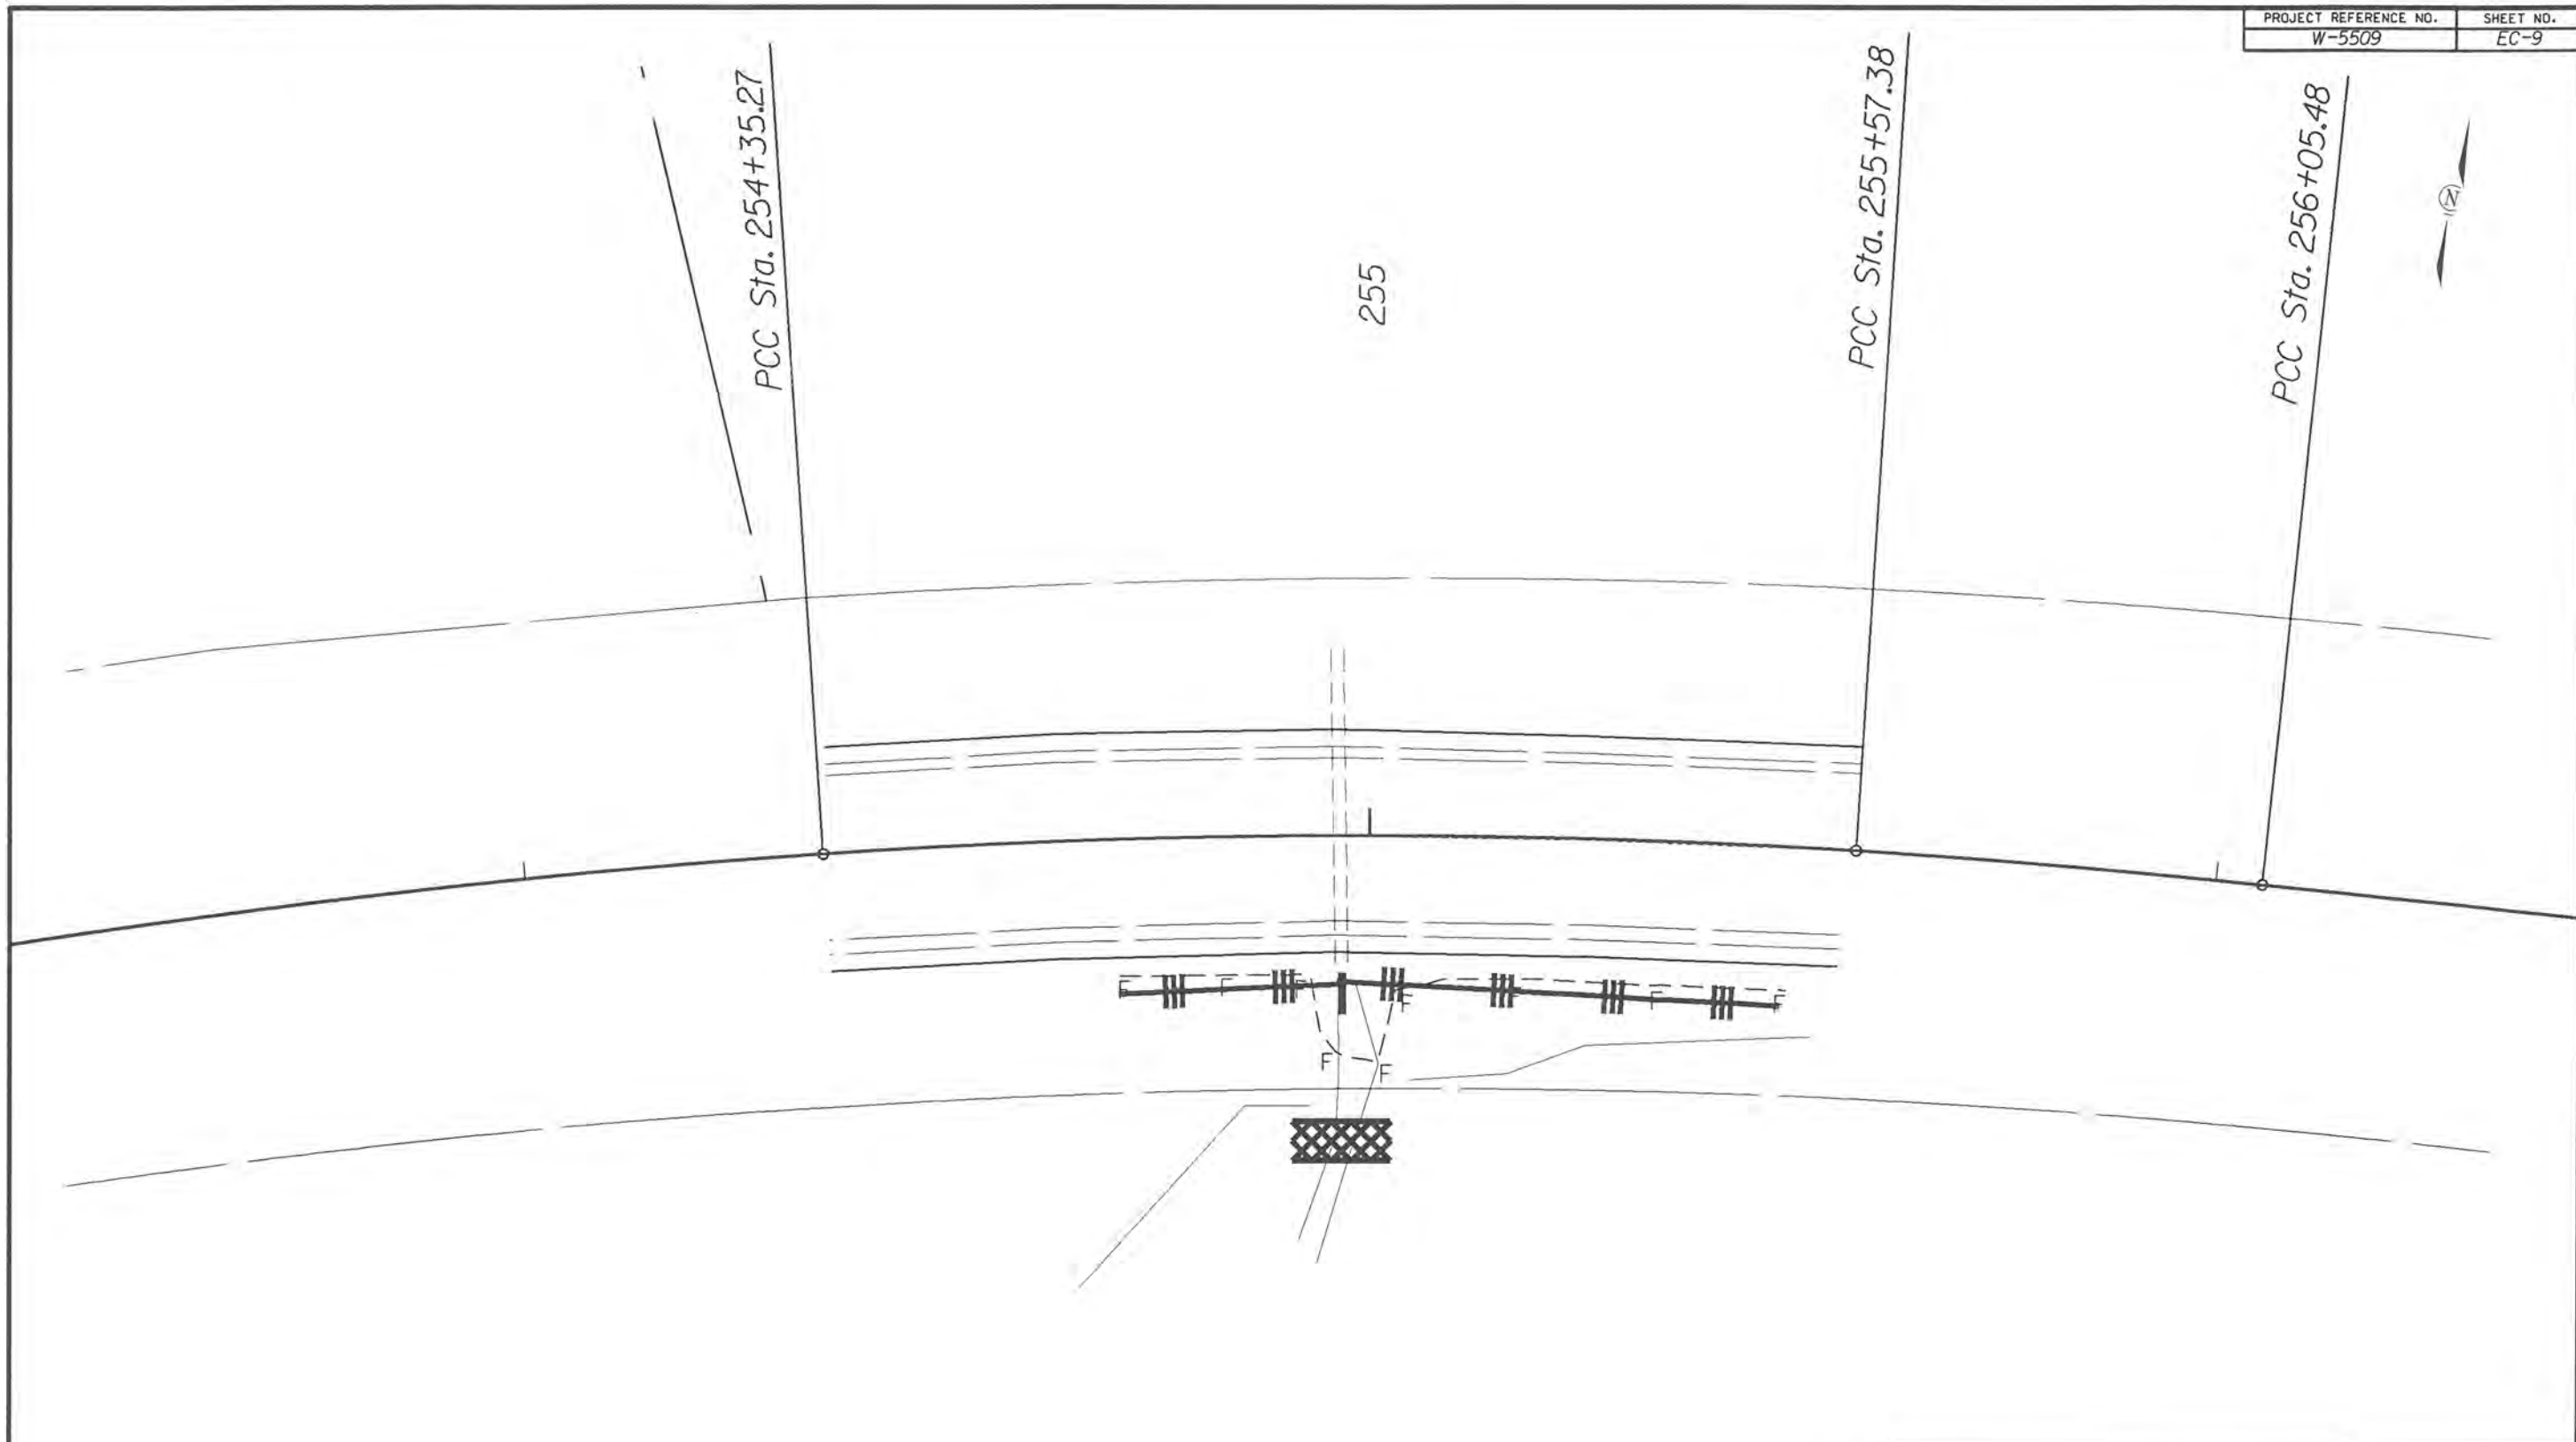 PROJECT REFERENCE NO. SHEET NO.
W-5509 EC-9
PCC Sta. 254+35.27
255
PCC Sta. 255+57.38
PCC Sta. 256+05.48
N
F
F
F
F
F
F
F
F
F